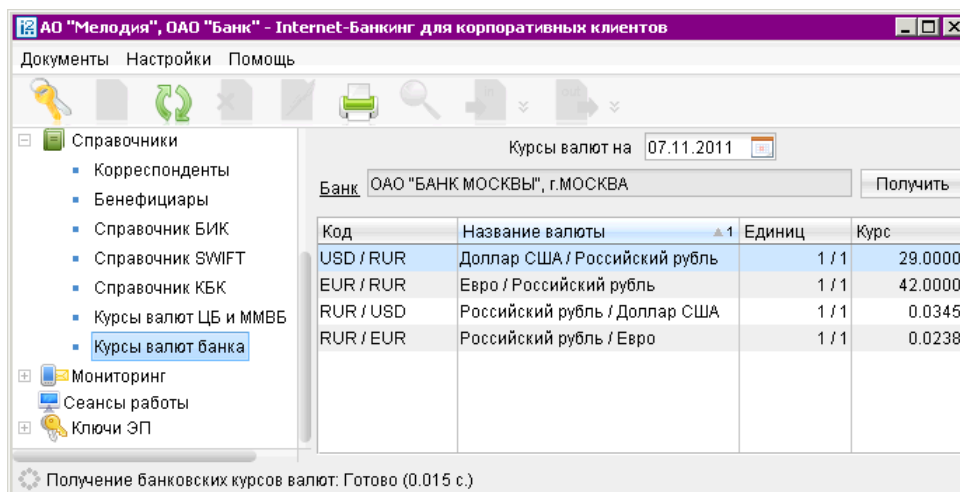 АО "Мелодия", ОАО "Банк" - Internet-Банкинг для корпоративных клиентов
Документы Настройки Помощь
in out
Справочники
Корреспонденты
Бенефициары
Справочник БИК
Справочник SWIFT
Справочник КБК
Курсы валют ЦБ и ММВБ
Курсы валют банка
Мониторинг
Сеансы работы
Ключи ЭП
Курсы валют на 07.11.2011
Банк ОАО "БАНК МОСКВЫ", г.МОСКВА Получить
Код Название валюты 1 Единиц Курс
USD / RUR Доллар США / Российский рубль 1 / 1 29.0000
EUR / RUR Евро / Российский рубль 1 / 1 42.0000
RUR / USD Российский рубль / Доллар США 1 / 1 0.0345
RUR / EUR Российский рубль / Евро 1 / 1 0.0238
Получение банковских курсов валют: Готово (0.015 с.)